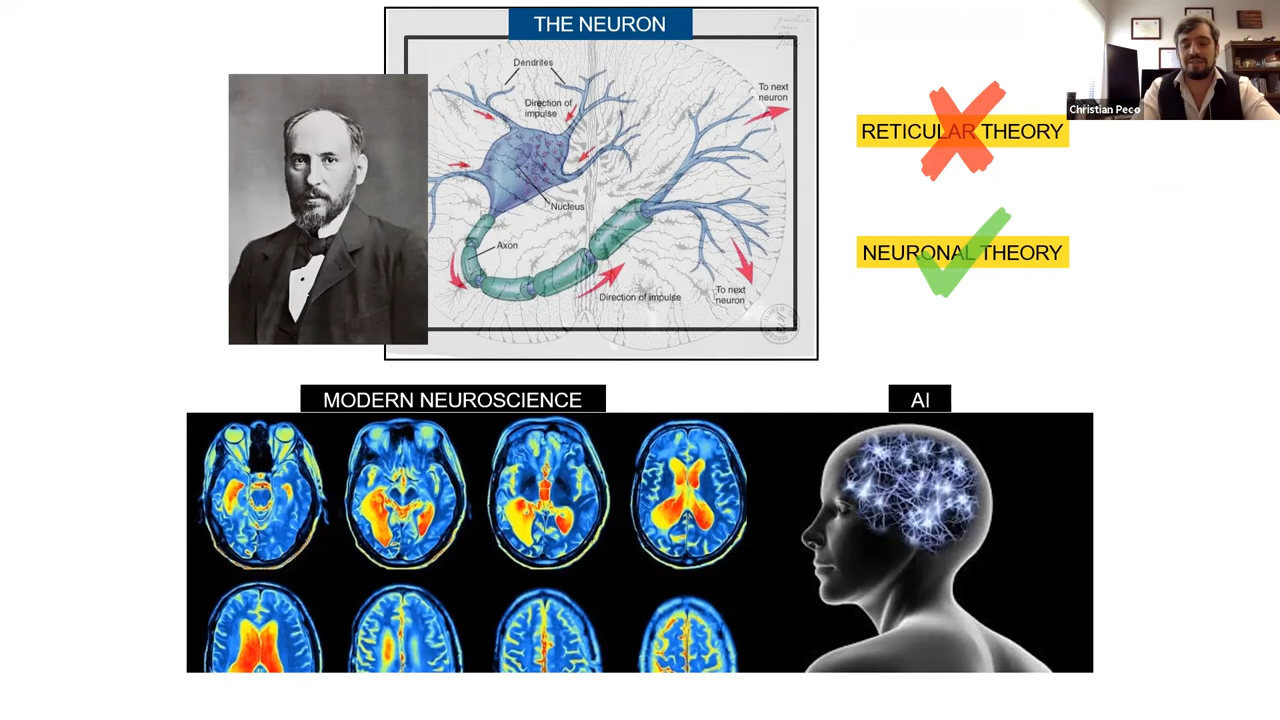 THE NEURON
Dendrites
Direction of
impulse
To next
neuron
Nucleus
Axon
Direction of impulse
To next
neuron
A
Christian Peco
RETICULAR THEORY
NEURONAL THEORY
MODERN NEUROSCIENCE
AI